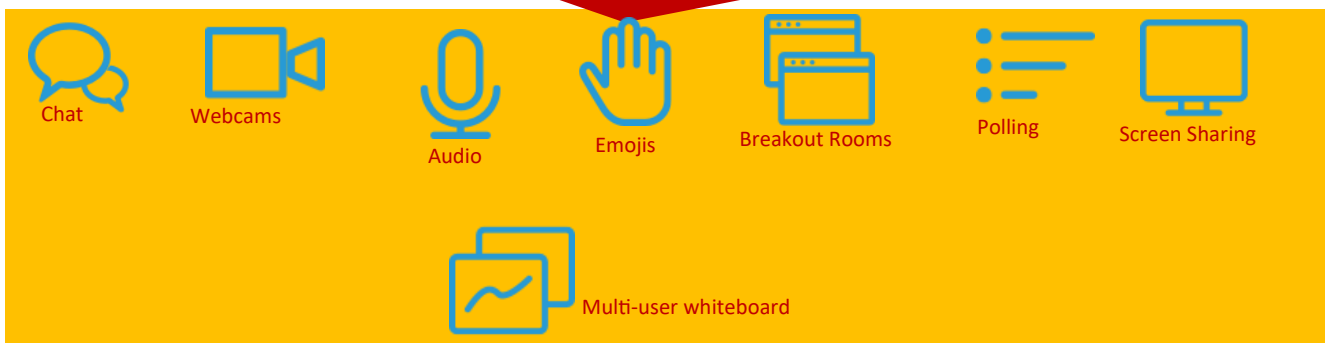 Chat
Webcams
Audio
Emojis
Breakout Rooms
Polling
Screen Sharing
Multi-user whiteboard